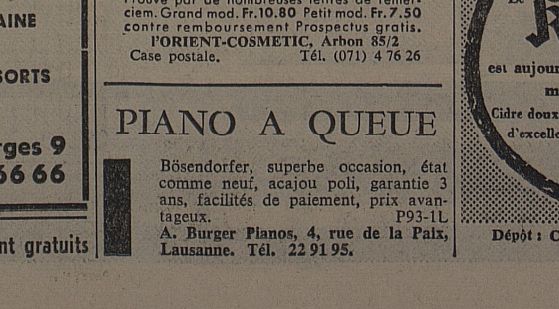 AINE
SORTS
rges 9
66 66
nt gratuits
ciem. Grand mod. Fr. 10.80 Petit mod. Fr. 7.50
contre remboursement Prospectus gratis.
l'ORIENT-COSMETIC, Arbon 85/2
Case postale. Tél. (071) 4 76 26
PIANO A QUEUE
Bösendorfer, superbe occasion, état
comme neuf, acajou poli, garantie 3
ans, facilités de paiement, prix avan-
tageux. P93-1L
A. Burger Pianos, 4, rue de la Paix,
Lausanne. Tél. 22 91 95.
est aujour
m
Cidre doux
d'excelle
Dépôt : C